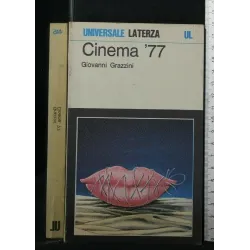 UNIVERSALE LATERZA UL
Cinema '77
Giovanni Grazzini